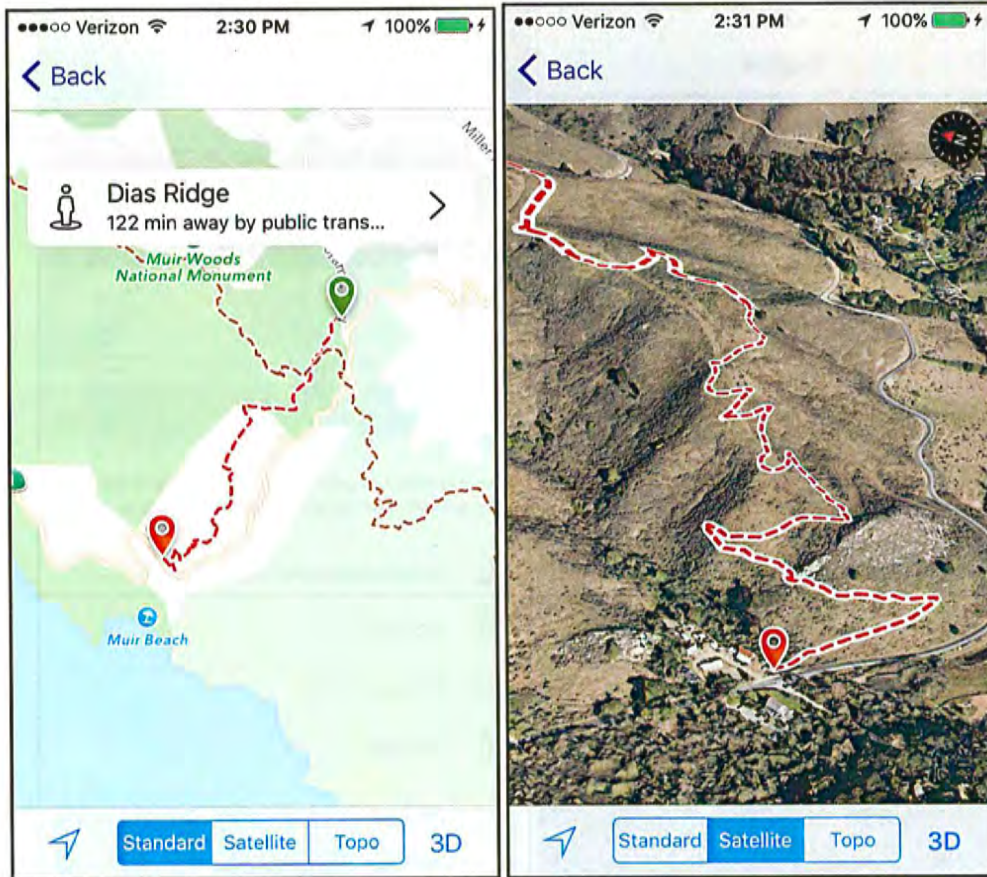 Verizon 2:30 PM 100%
Back
Miller
Dias Ridge
122 min away by public trans...
Muir Woods
National Monument
Muir Beach
Standard Satellite Topo 3D
Verizon 2:31 PM 100%
Back
N
Standard Satellite Topo 3D